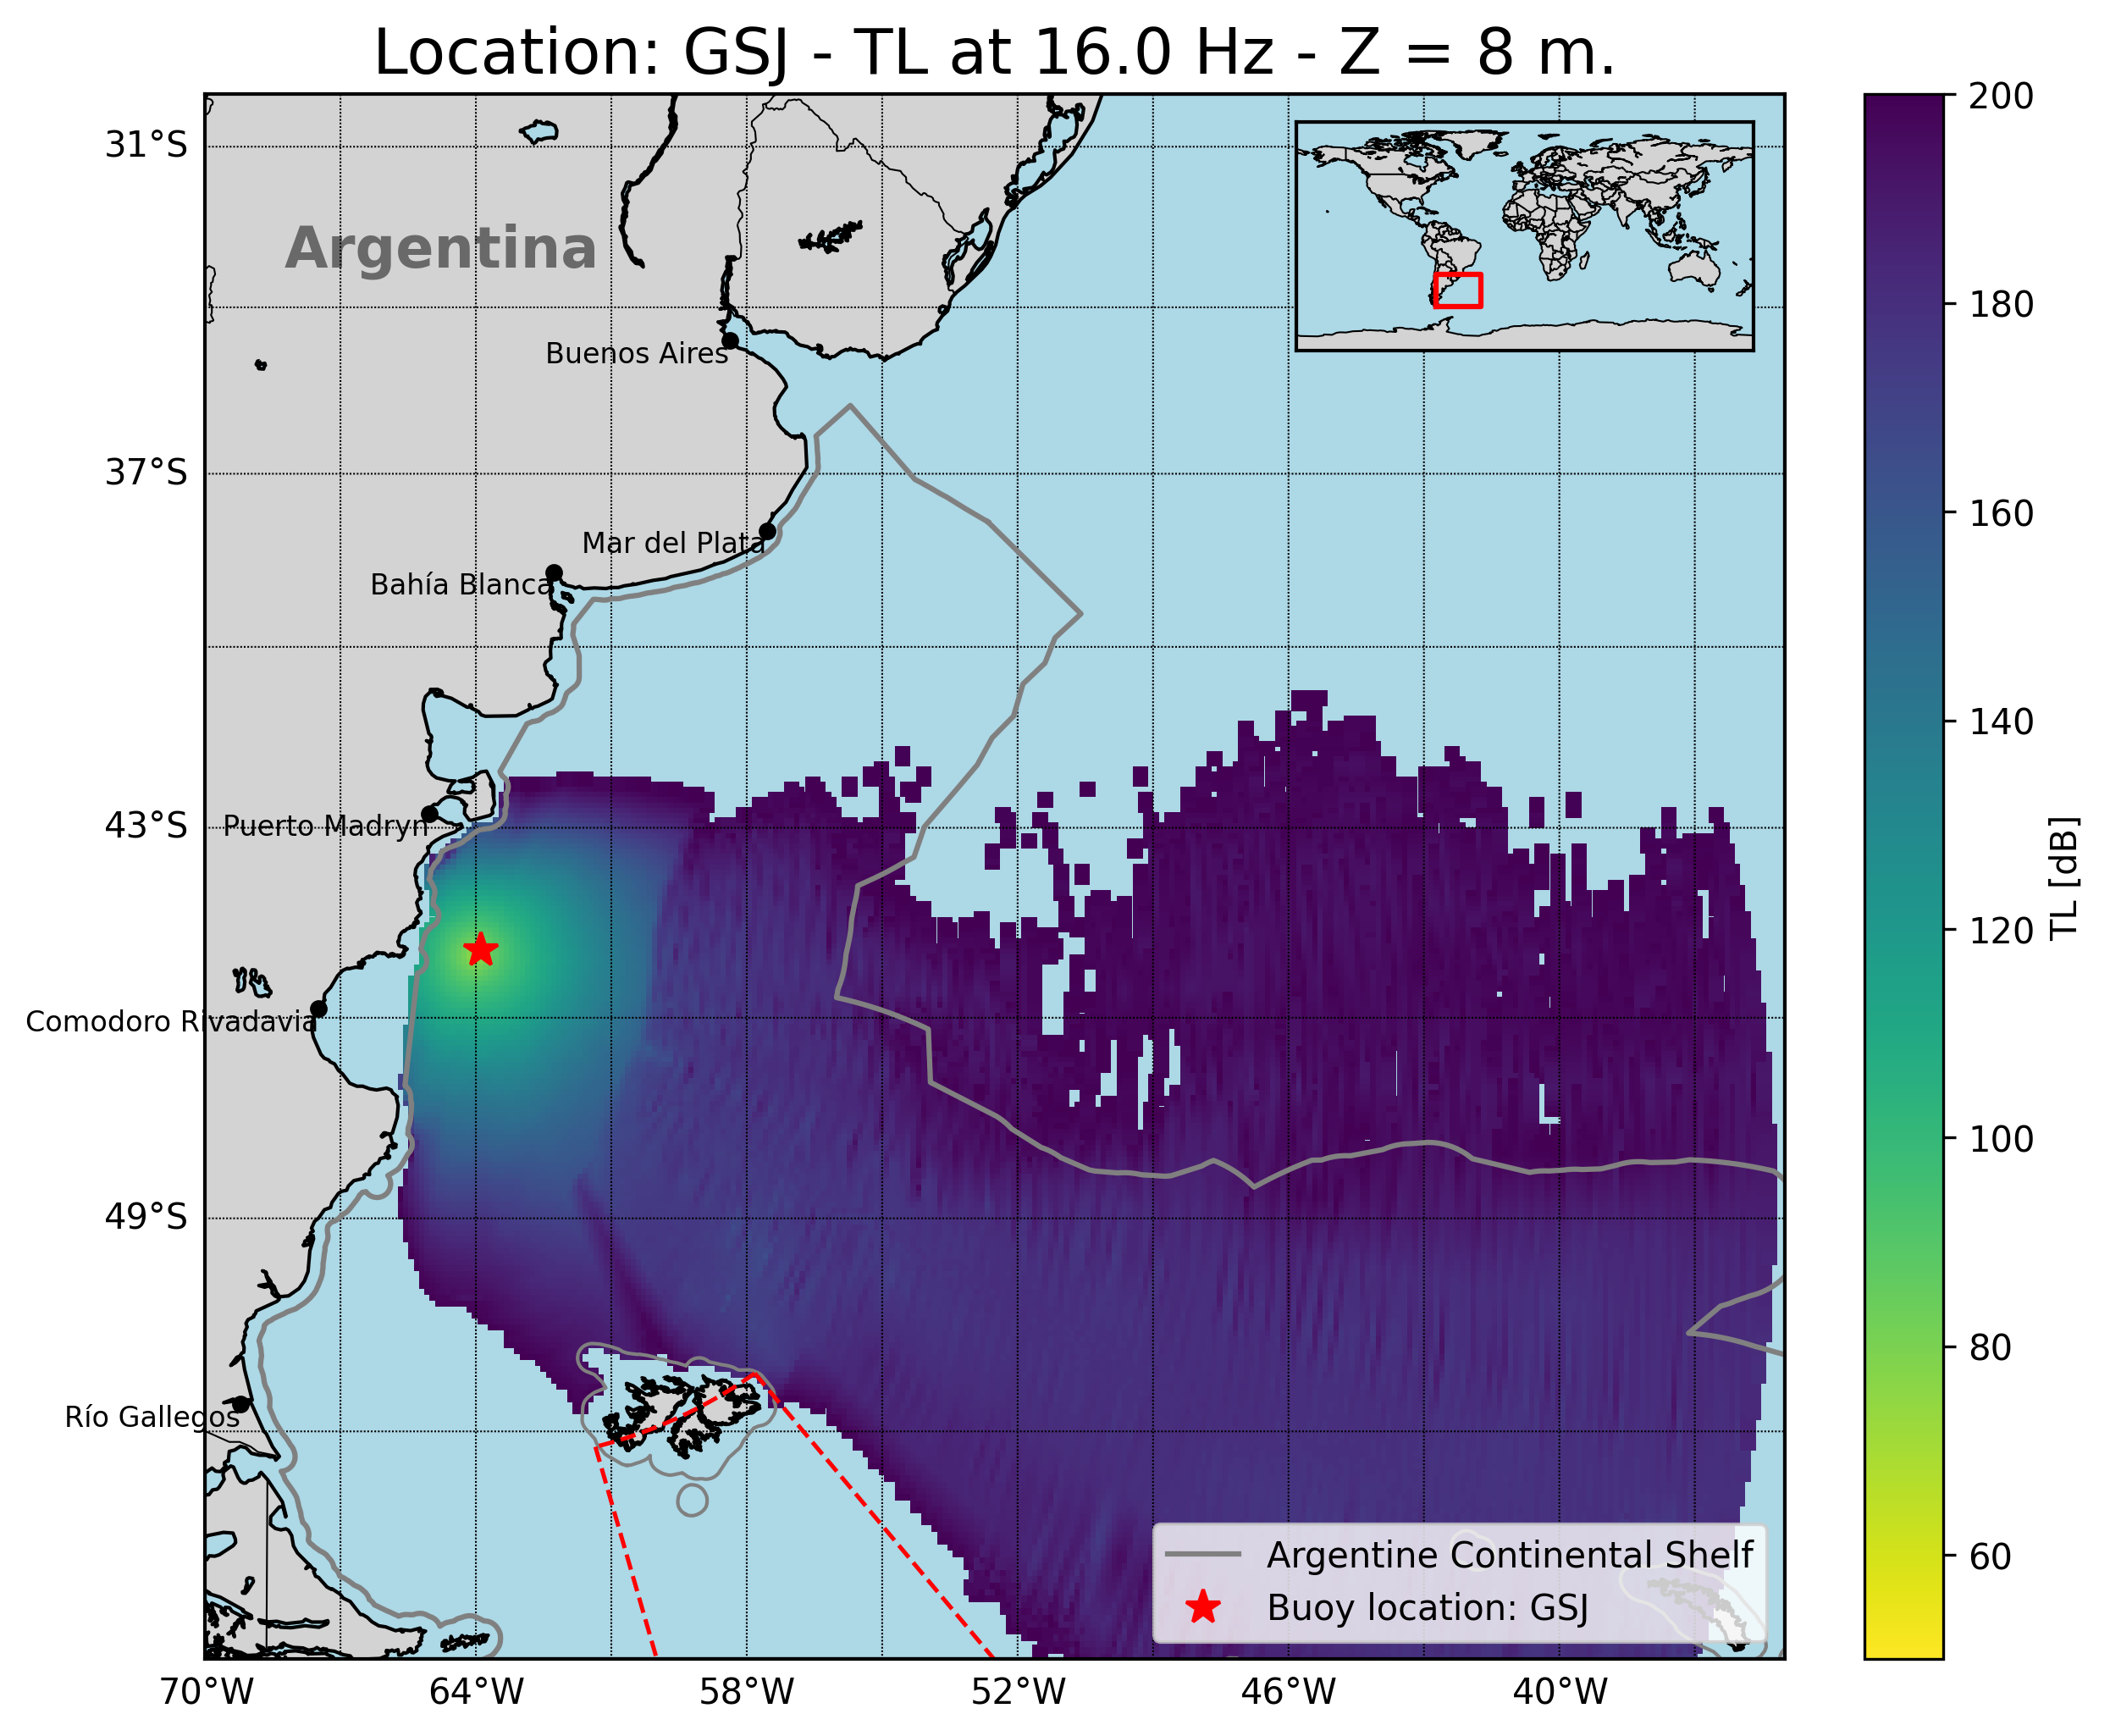 Location: GSJ - TL at 16.0 Hz - Z = 8 m.
31°S
37°S
43°S
49°S
Argentina
Buenos Aires
Mar del Plata
Bahía Blanca
Puerto Madryn
Comodoro Rivadavia
Río Gallegos
Argentine Continental Shelf
Buoy location: GSJ
70°W
64°W
58°W
52°W
46°W
40°W
200
180
160
140
120
100
80
60
TL [dB]